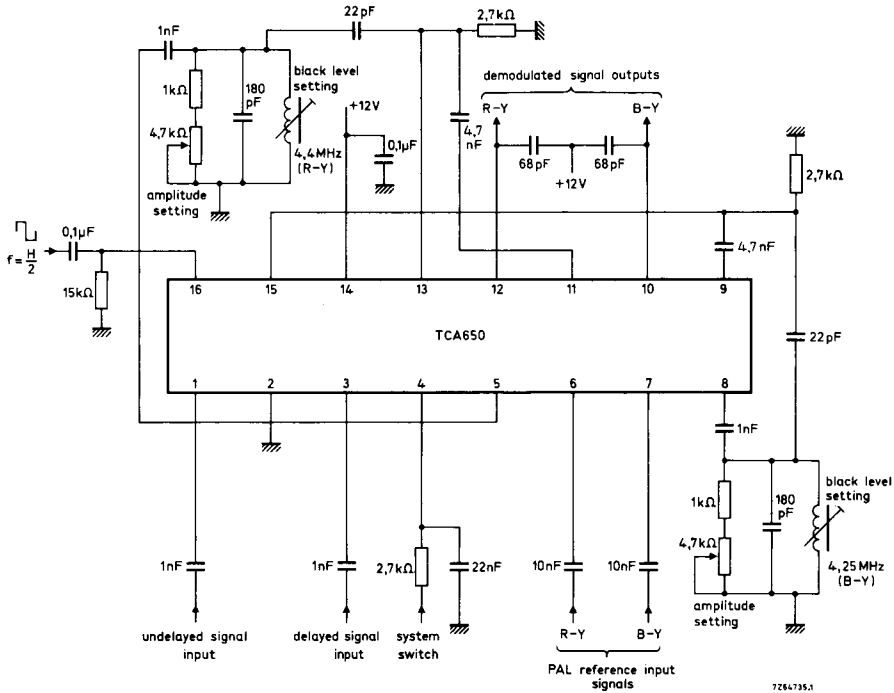 22pF
2,7kΩ
1nF
black level
setting
demodulated signal outputs
1kΩ
180
pF
+12V
R-Y
B-Y
4,7kΩ
4,7
nF
0,1µF
4,4MHz
(R-Y)
68pF
68pF
+12V
2,7kΩ
amplitude
setting
0,1µF
f=H/2
4,7nF
15kΩ
16
15
14
13
12
11
10
9
TCA650
22pF
1
2
3
4
5
6
7
8
1nF
black level
setting
1kΩ
180
pF
4,7kΩ
1nF
1nF
2,7kΩ
22nF
10nF
10nF
4,25MHz
(B-Y)
amplitude
setting
undelayed signal
input
delayed signal
input
system
switch
R-Y
B-Y
PAL reference input
signals
7Z64735.1